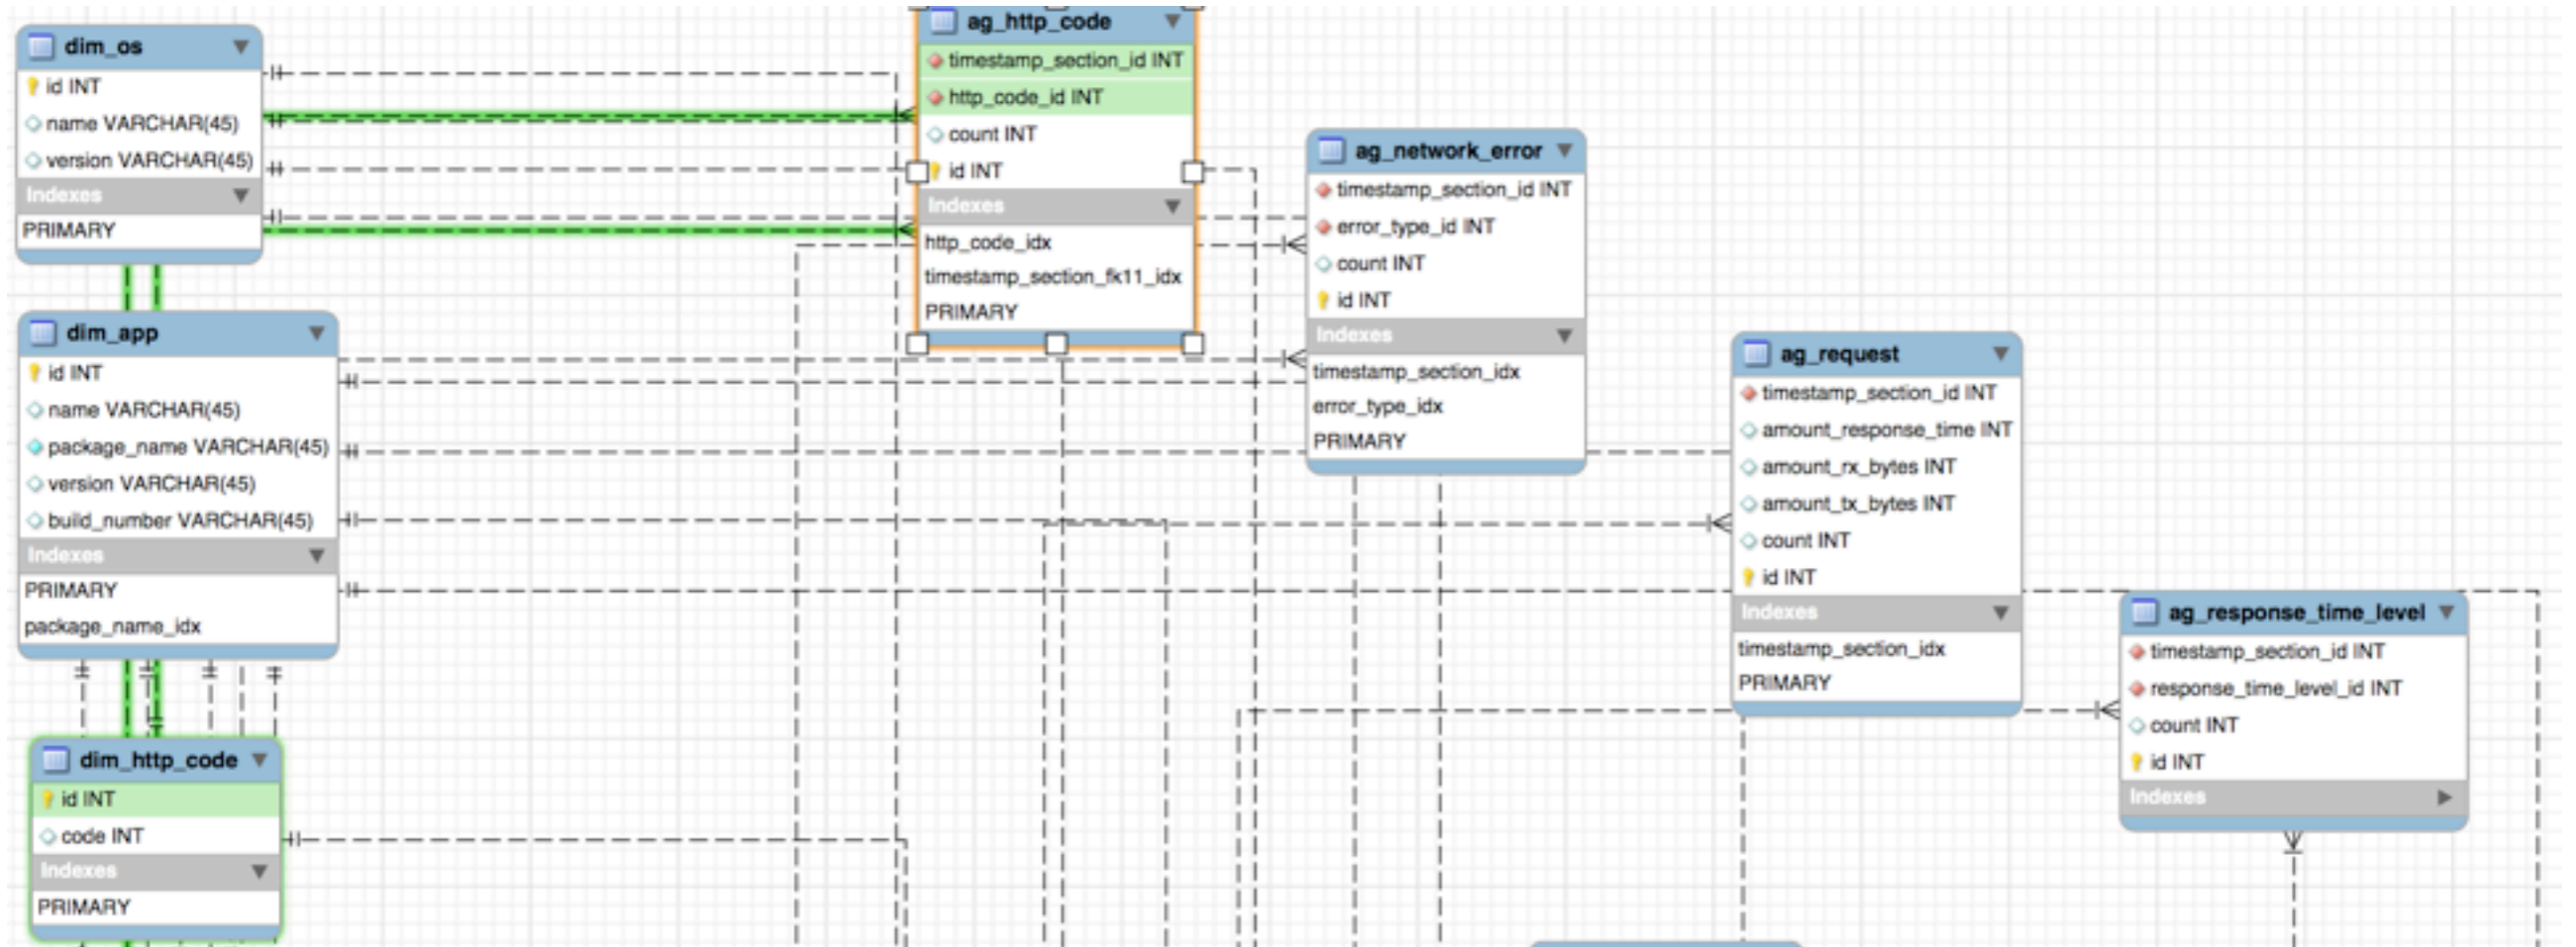 dim_os
id INT
name VARCHAR(45)
version VARCHAR(45)
Indexes
PRIMARY
dim_app
id INT
name VARCHAR(45)
package_name VARCHAR(45)
version VARCHAR(45)
build_number VARCHAR(45)
Indexes
PRIMARY
package_name_idx
dim_http_code
id INT
code INT
Indexes
PRIMARY
ag_http_code
timestamp_section_id INT
http_code_id INT
count INT
id INT
Indexes
http_code_idx
timestamp_section_fk11_idx
PRIMARY
ag_network_error
timestamp_section_id INT
error_type_id INT
count INT
id INT
Indexes
timestamp_section_idx
error_type_idx
PRIMARY
ag_request
timestamp_section_id INT
amount_response_time INT
amount_rx_bytes INT
amount_tx_bytes INT
count INT
id INT
Indexes
timestamp_section_idx
PRIMARY
ag_response_time_level
timestamp_section_id INT
response_time_level_id INT
count INT
id INT
Indexes